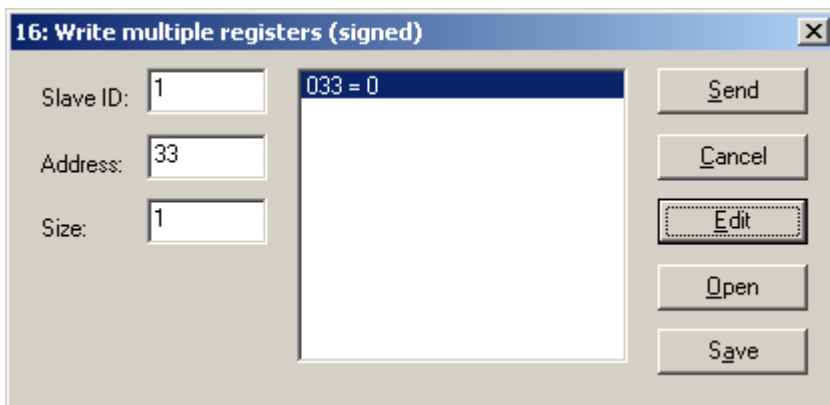 16: Write multiple registers (signed)
Slave ID: 1
Address: 33
Size: 1
033 = 0
Send
Cancel
Edit
Open
Save